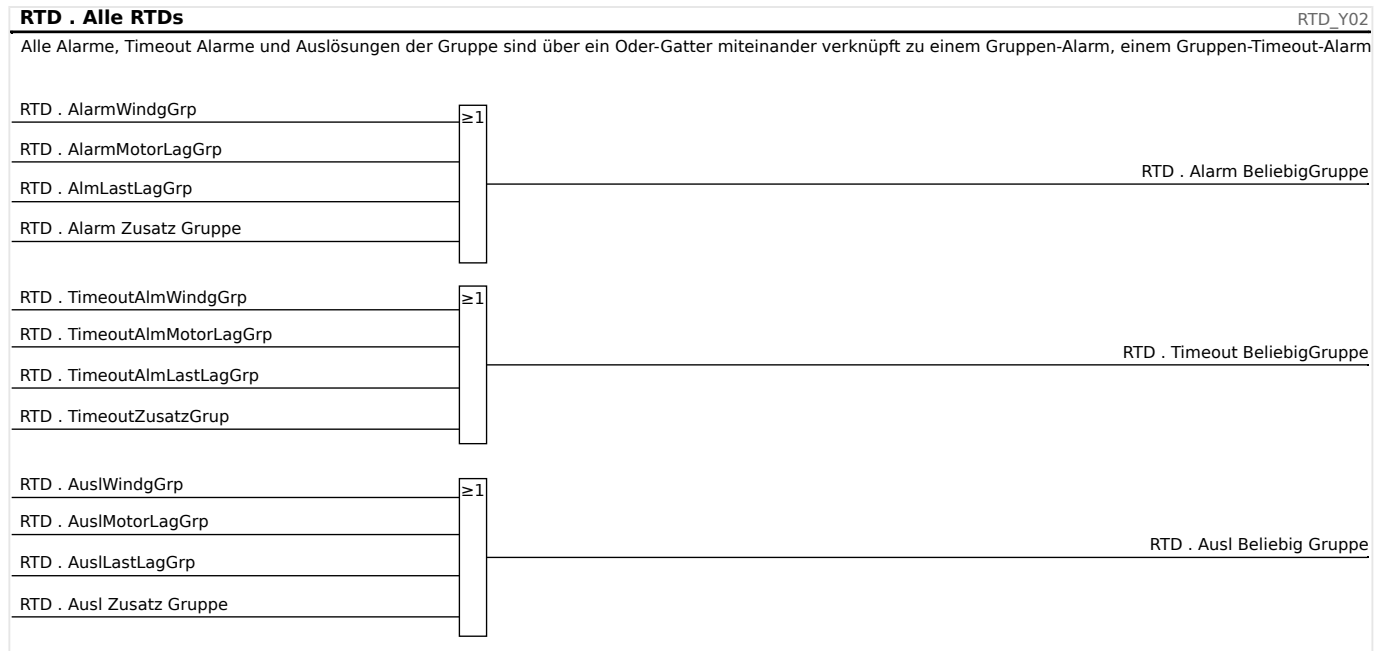 RTD . Alle RTDs
RTD_Y02
Alle Alarme, Timeout Alarme und Auslösungen der Gruppe sind über ein Oder-Gatter miteinander verknüpft zu einem Gruppen-Alarm, einem Gruppen-Timeout-Alarm
RTD . AlarmWindgGrp
≥1
RTD . AlarmMotorLagGrp
RTD . Alarm BeliebigGruppe
RTD . AlmLastLagGrp
RTD . Alarm Zusatz Gruppe
RTD . TimeoutAlmWindgGrp
≥1
RTD . TimeoutAlmMotorLagGrp
RTD . Timeout BeliebigGruppe
RTD . TimeoutAlmLastLagGrp
RTD . TimeoutZusatzGrup
RTD . AuslWindgGrp
≥1
RTD . AuslMotorLagGrp
RTD . Ausl Beliebig Gruppe
RTD . AuslLastLagGrp
RTD . Ausl Zusatz Gruppe